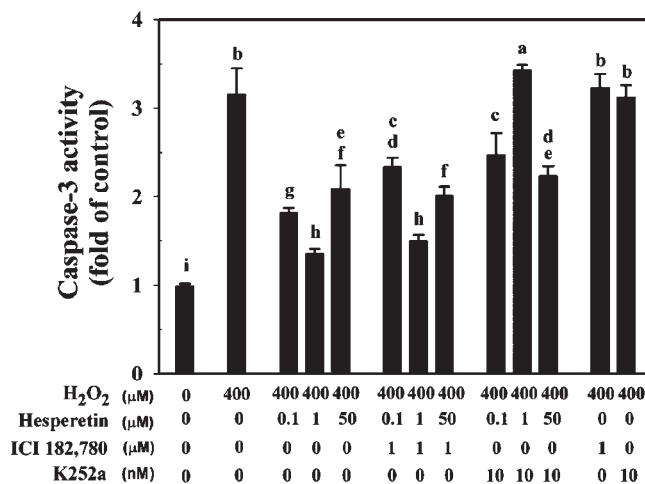 Caspase-3 activity
(fold of control)
4
3
2
1
0
i
b
g
h
e
f
c
d
h
f
c
a
d
e
b
b
H2O2 (μM) 0 400 400 400 400 400 400 400 400 400 400 400 400
Hesperetin (μM) 0 0 0.1 1 50 0.1 1 50 0.1 1 50 0 0
ICI 182,780 (μM) 0 0 0 0 0 1 1 1 0 0 0 1 0
K252a (nM) 0 0 0 0 0 0 0 0 10 10 10 0 10